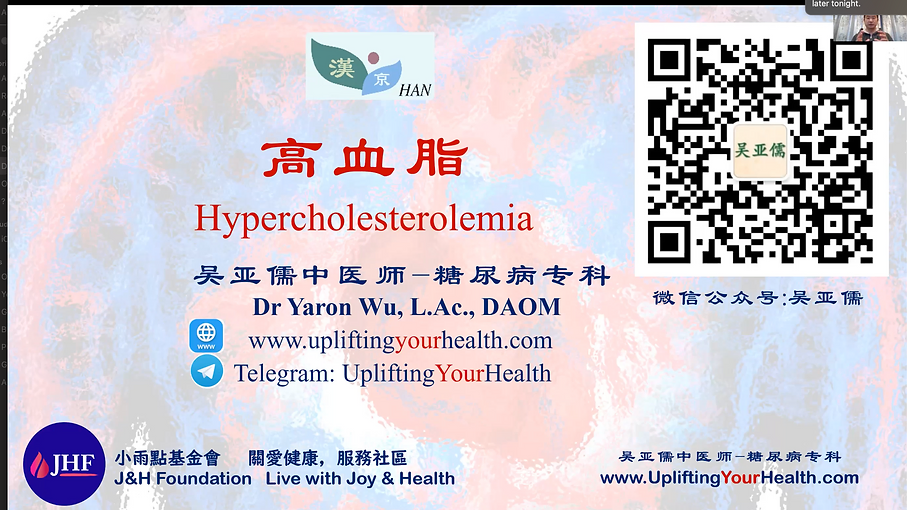 later tonight.
漢
京
HAN
高血脂
Hypercholesterolemia
吴亚儒中医师-糖尿病专科
Dr Yaron Wu, L.Ac., DAOM
www
www.upliftingyourhealth.com
Telegram: UpliftingYourHealth
吴亚儒
微信公众号:吴亚儒
JHF
小雨點基金會 關愛健康，服務社區
J&H Foundation Live with Joy & Health
吴亚儒中医师-糖尿病专科
www.UpliftingYourHealth.com